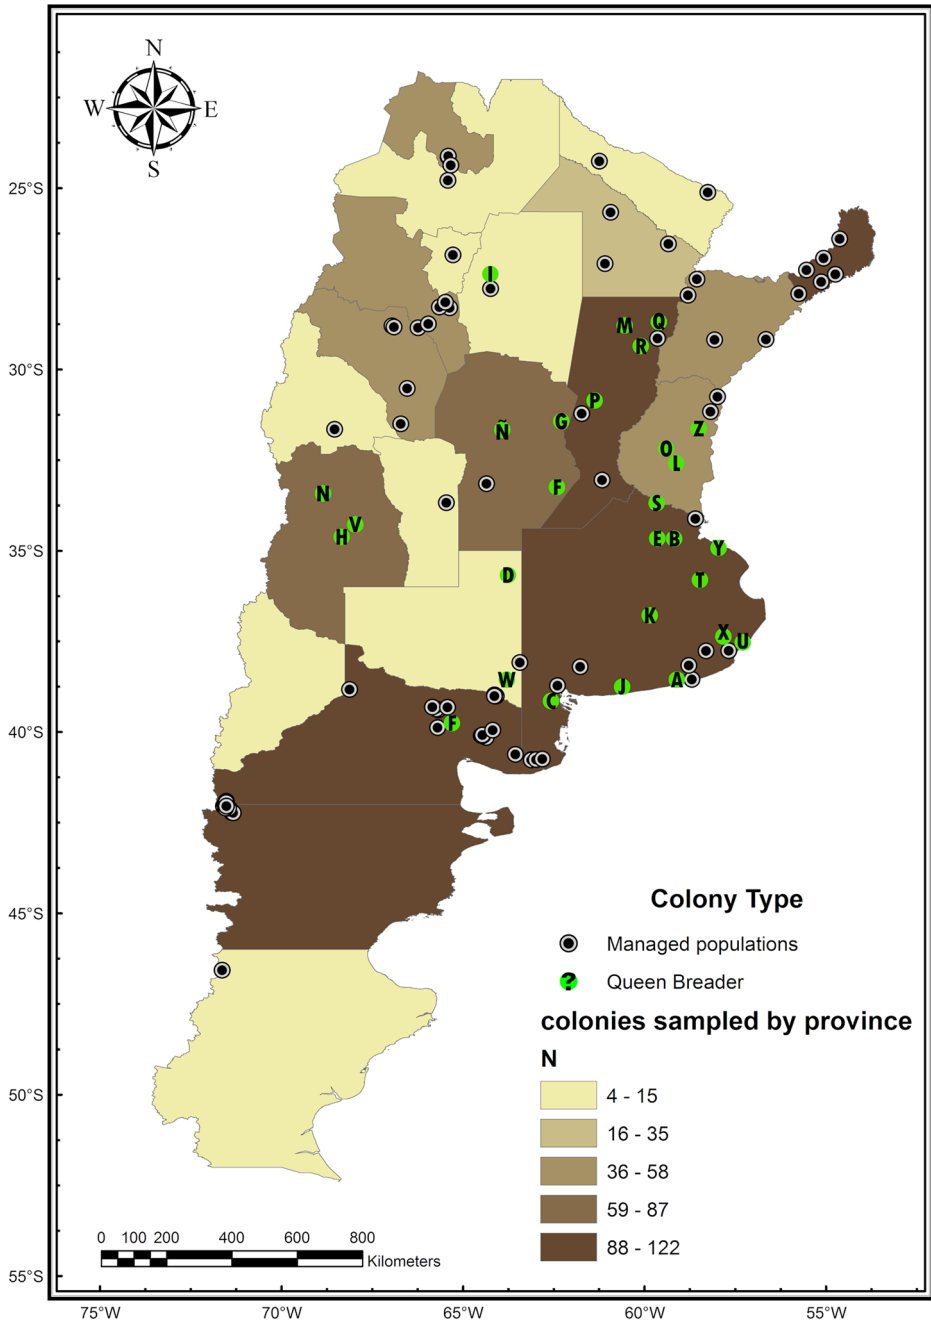 N
W E
S
25°S
30°S
35°S
40°S
45°S
50°S
55°S
I
M Q
R
P
G
Ñ
Z
O
L
N
F
S
V
H
E B
Y
D
T
K
X
U
W
A
J
C
F
Colony Type
Managed populations
? Queen Breader
colonies sampled by province
N
4 - 15
16 - 35
36 - 58
59 - 87
88 - 122
0 100 200 400 600 800
Kilometers
75°W 70°W 65°W 60°W 55°W